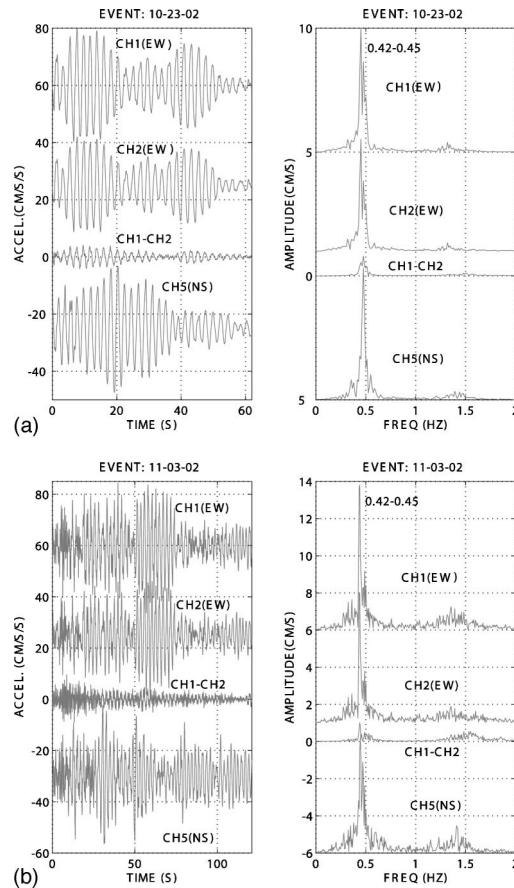 EVENT: 10-23-02
CH1(EW)
CH2(EW)
CH1-CH2
CH5(NS)
80
60
40
20
0
-20
-40
ACCEL.(CM/S/S)
0 20 40 60
TIME (S)
(a)
EVENT: 10-23-02
0.42-0.45
CH1(EW)
CH2(EW)
CH1-CH2
CH5(NS)
10
5
0
5
AMPLITUDE (CM/S)
0 0.5 1 1.5 2
FREQ (HZ)
EVENT: 11-03-02
CH1(EW)
CH2(EW)
CH1-CH2
CH5(NS)
80
60
40
20
0
-20
-40
-60
ACCEL. (CM/S/S)
0 50 100
TIME (S)
(b)
EVENT: 11-03-02
0.42-0.45
CH1(EW)
CH2(EW)
CH1-CH2
CH5(NS)
14
12
10
8
6
4
2
0
-2
-4
-6
AMPLITUDE(CM/S)
0 0.5 1 1.5 2
FREQ (HZ)